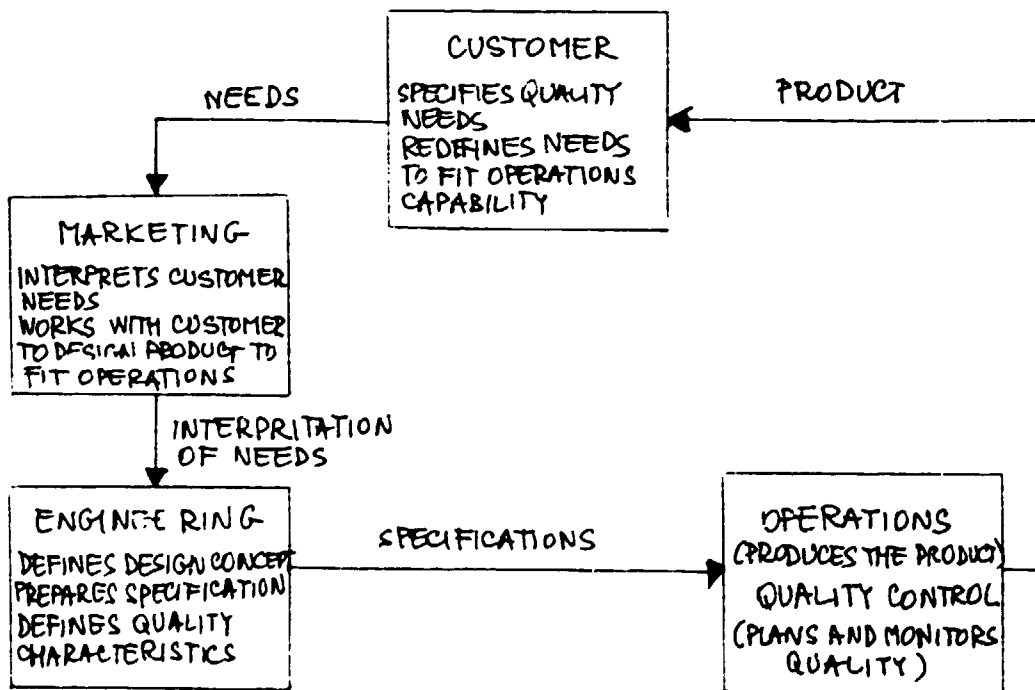 CUSTOMER
SPECIFIES QUALITY
NEEDS
REDEFINES NEEDS
TO FIT OPERATIONS
CAPABILITY
NEEDS
PRODUCT
MARKETING
INTERPRETS CUSTOMER
NEEDS
WORKS WITH CUSTOMER
TO DESIGN PRODUCT TO
FIT OPERATIONS
INTERPRITATION
OF NEEDS
ENGINEERING
DEFINES DESIGN CONCEPT
PREPARES SPECIFICATION
DEFINES QUALITY
CHARACTERISTICS
SPECIFICATIONS
OPERATIONS
(PRODUCES THE PRODUCT)
QUALITY CONTROL
(PLANS AND MONITORS
QUALITY)